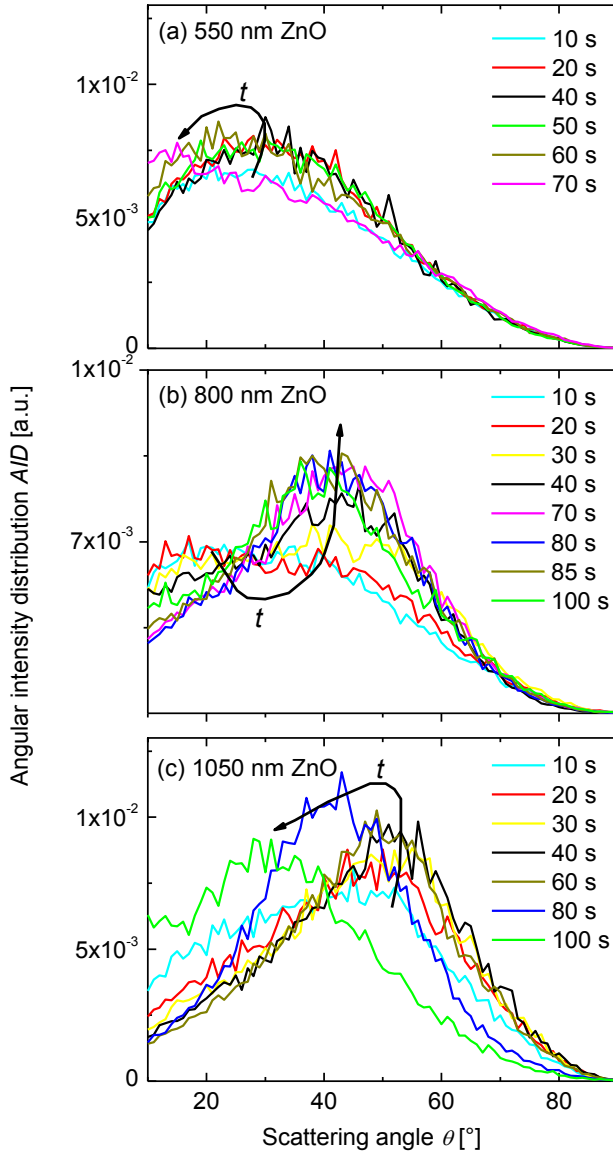 Angular intensity distribution AID [a.u.]
(a) 550 nm ZnO
1x10⁻²
5x10⁻³
0
t
10 s
20 s
40 s
50 s
60 s
70 s
(b) 800 nm ZnO
1x10⁻²
7x10⁻³
t
10 s
20 s
30 s
40 s
70 s
80 s
85 s
100 s
(c) 1050 nm ZnO
1x10⁻²
5x10⁻³
0
t
10 s
20 s
30 s
40 s
60 s
80 s
100 s
20 40 60 80
Scattering angle θ [°]